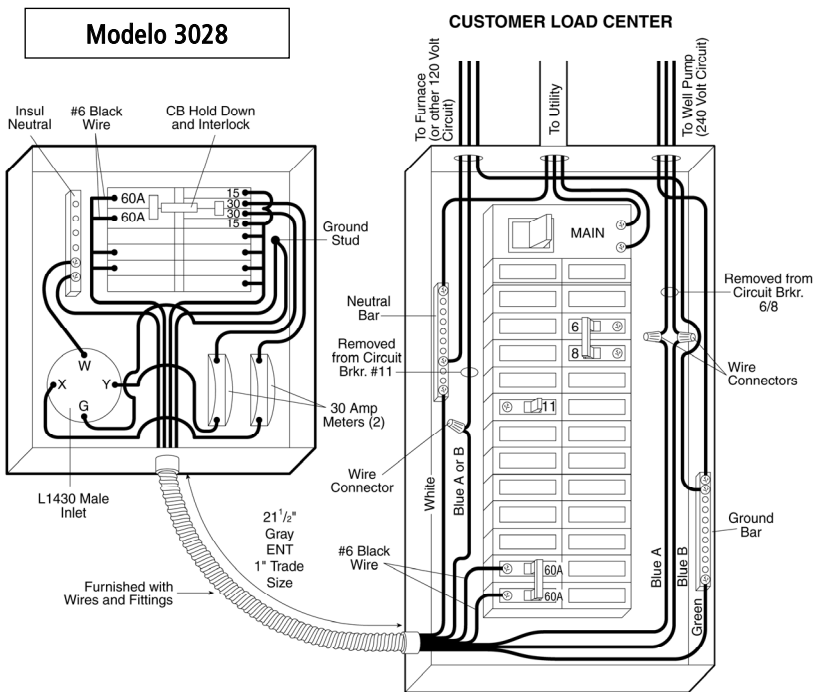 Modelo 3028
CUSTOMER LOAD CENTER
Insul
Neutral
#6 Black
Wire
CB Hold Down
and Interlock
60A
60A
15
30
30
15
Ground
Stud
W
X
Y
G
30 Amp
Meters (2)
L1430 Male
Inlet
21 1/2"
Gray
ENT
1" Trade
Size
Furnished with
Wires and Fittings
To Furnace
(or other 120 Volt
Circuit)
To Utility
To Well Pump
(240 Volt Circuit)
MAIN
Neutral
Bar
Removed
from Circuit
Brkr. #11
6
8
11
Removed from
Circuit Brkr.
6/8
Wire
Connectors
Wire
Connector
White
Blue A or B
#6 Black
Wire
60A
60A
Blue A
Blue B
Green
Ground
Bar